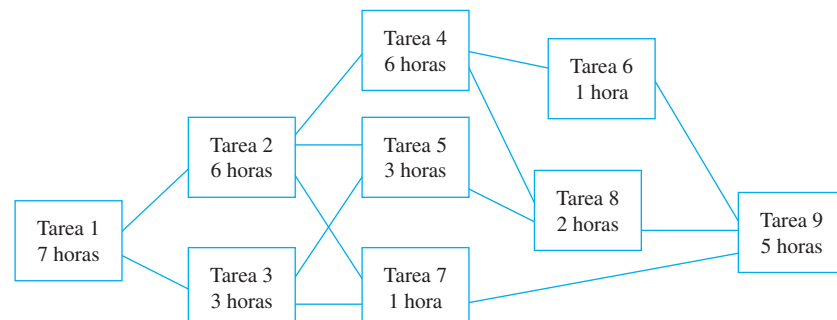 Tarea 1
7 horas
Tarea 2
6 horas
Tarea 3
3 horas
Tarea 4
6 horas
Tarea 5
3 horas
Tarea 7
1 hora
Tarea 6
1 hora
Tarea 8
2 horas
Tarea 9
5 horas